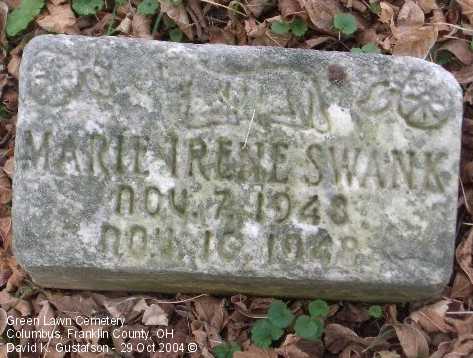 MARIE IRENE SWANK
NOV. 7 1948
NOV. 16 1948
Green Lawn Cemetery
Columbus, Franklin County, OH
David K. Gustafson - 29 Oct 2004 ©